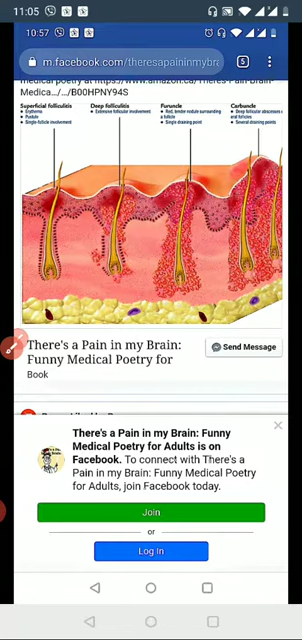 11:05
10:57
m.facebook.com/theresapaininmybra
5
medical poetry at https://www.amazon.ca/Theres-Pain-Brain-
Medica.../.../B00HPNY94S
Superficial folliculitis
• Erythema
• Pustule
• Single-follicle involvement
Deep folliculitis
• Extensive follicular involvement
Furuncle
• Red, tender nodule surrounding
a follicle
• Single draining point
Carbuncle
• Deep follicular abscesses
and follicles
• Several draining points
There's a Pain in my Brain:
Funny Medical Poetry for
Book
Send Message
There's a Pain in my Brain: Funny
Medical Poetry for Adults is on
Facebook. To connect with There's a
Pain in my Brain: Funny Medical Poetry
for Adults, join Facebook today.
Join
or
Log In